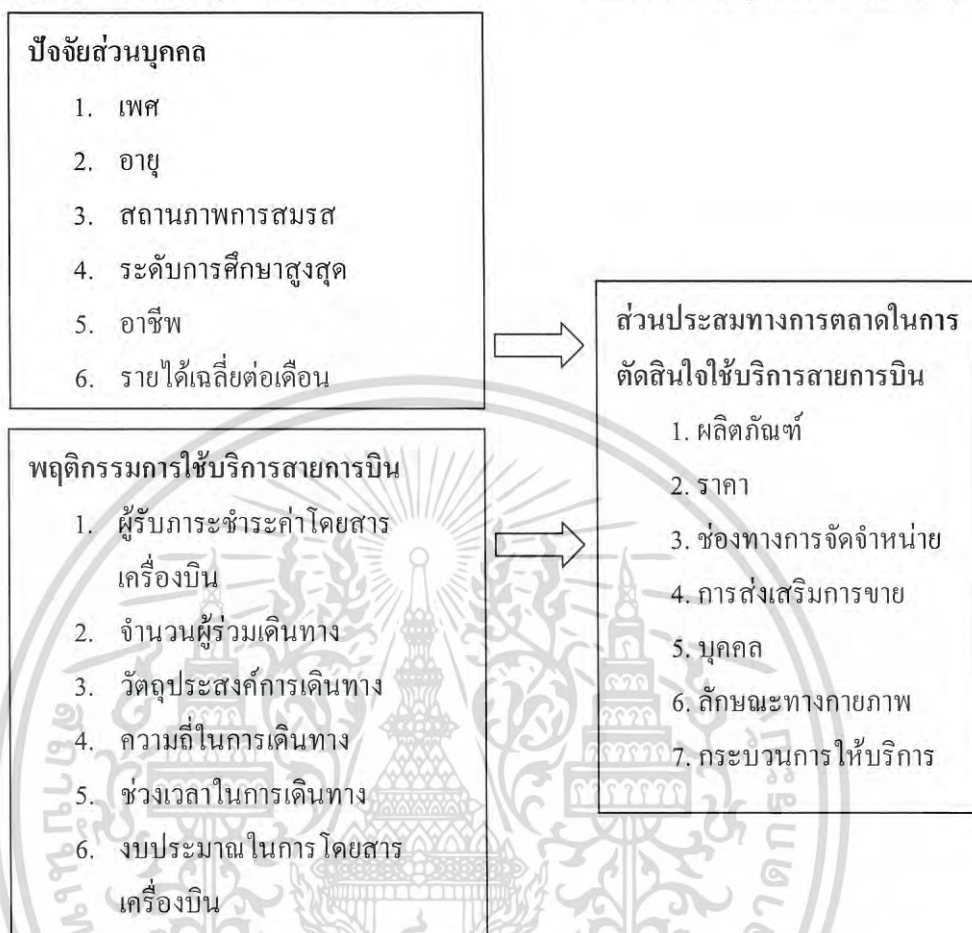 ปัจจัยส่วนบุคคล
1. เพศ
2. อายุ
3. สถานภาพการสมรส
4. ระดับการศึกษาสูงสุด
5. อาชีพ
6. รายได้เฉลี่ยต่อเดือน
พฤติกรรมการใช้บริการสายการบิน
1. ผู้รับภาระชำระค่าโดยสาร
เครื่องบิน
2. จำนวนผู้ร่วมเดินทาง
3. วัตถุประสงค์การเดินทาง
4. ความถี่ในการเดินทาง
5. ช่วงเวลาในการเดินทาง
6. งบประมาณในการโดยสาร
เครื่องบิน
ส่วนประสมทางการตลาดในการ
ตัดสินใจใช้บริการสายการบิน
1. ผลิตภัณฑ์
2. ราคา
3. ช่องทางการจัดจำหน่าย
4. การส่งเสริมการขาย
5. บุคคล
6. ลักษณะทางกายภาพ
7. กระบวนการให้บริการ